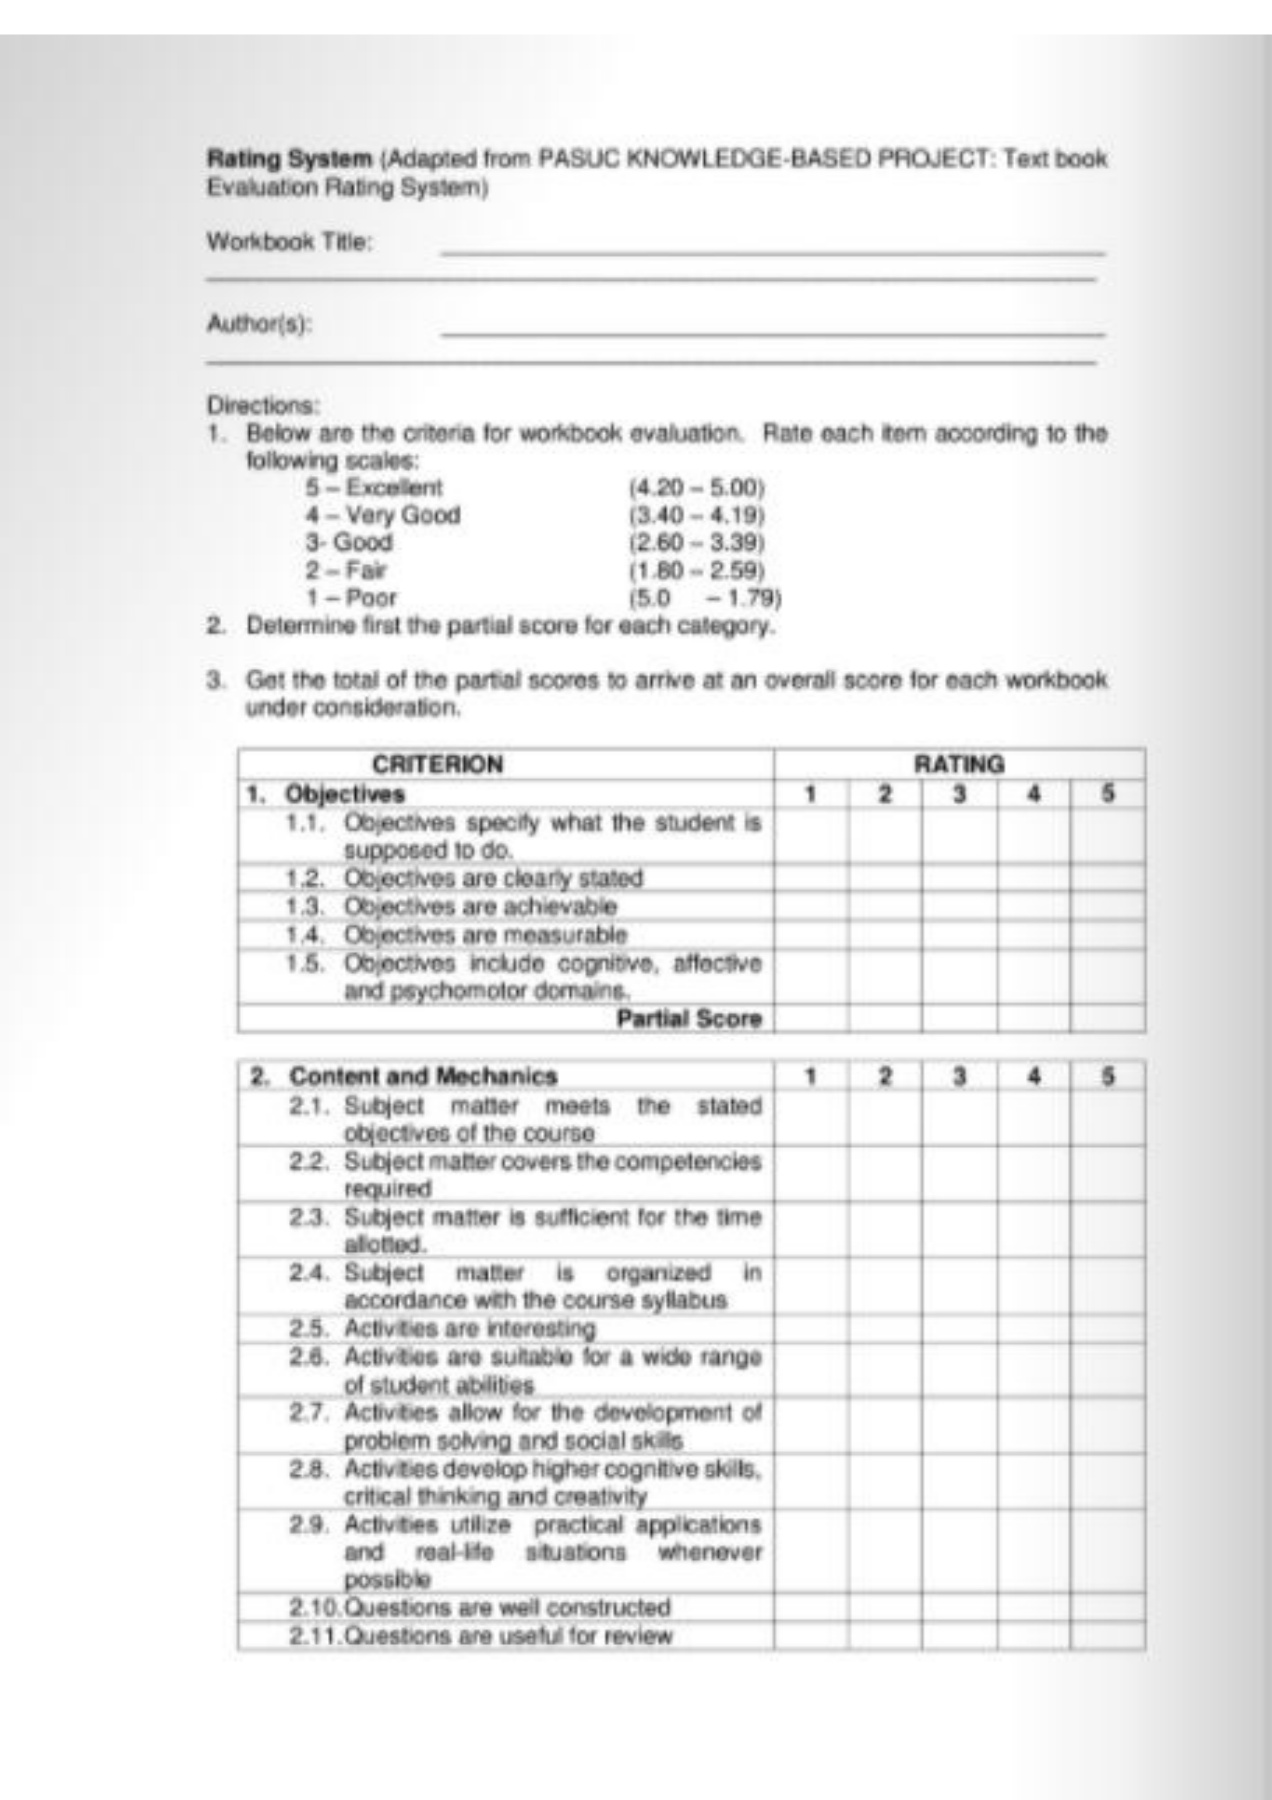 Rating System (Adapted from PASUC KNOWLEDGE-BASED PROJECT: Text book
Evaluation Rating System)
Workbook Title:
Author(s):
Directions:
1. Below are the criteria for workbook evaluation. Rate each item according to the
following scales:
5 – Excellent (4.20 – 5.00)
4 – Very Good (3.40 – 4.19)
3- Good (2.60 – 3.39)
2 – Fair (1.80 – 2.59)
1 – Poor (5.0 – 1.79)
2. Determine first the partial score for each category.
3. Get the total of the partial scores to arrive at an overall score for each workbook
under consideration.
CRITERION RATING
1. Objectives 1 2 3 4 5
1.1. Objectives specify what the student is
supposed to do.
1.2. Objectives are clearly stated
1.3. Objectives are achievable
1.4. Objectives are measurable
1.5. Objectives include cognitive, affective
and psychomotor domains.
Partial Score
2. Content and Mechanics 1 2 3 4 5
2.1. Subject matter meets the stated
objectives of the course
2.2. Subject matter covers the competencies
required
2.3. Subject matter is sufficient for the time
allotted.
2.4. Subject matter is organized in
accordance with the course syllabus
2.5. Activities are interesting
2.6. Activities are suitable for a wide range
of student abilities
2.7. Activities allow for the development of
problem solving and social skills
2.8. Activities develop higher cognitive skills,
critical thinking and creativity
2.9. Activities utilize practical applications
and real-life situations whenever
possible
2.10.Questions are well constructed
2.11.Questions are useful for review